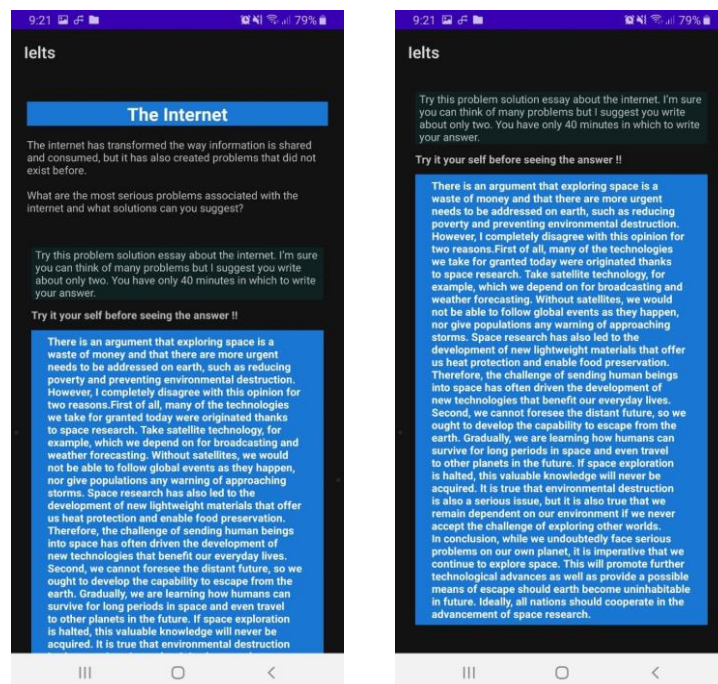 9:21 79%
Ielts
The Internet
The internet has transformed the way information is shared
and consumed, but it has also created problems that did not
exist before.
What are the most serious problems associated with the
internet and what solutions can you suggest?
Try this problem solution essay about the internet. I'm sure
you can think of many problems but I suggest you write
about only two. You have only 40 minutes in which to write
your answer.
Try it your self before seeing the answer !!
There is an argument that exploring space is a
waste of money and that there are more urgent
needs to be addressed on earth, such as reducing
poverty and preventing environmental destruction.
However, I completely disagree with this opinion for
two reasons.First of all, many of the technologies
we take for granted today were originated thanks
to space research. Take satellite technology, for
example, which we depend on for broadcasting and
weather forecasting. Without satellites, we would
not be able to follow global events as they happen,
nor give populations any warning of approaching
storms. Space research has also led to the
development of new lightweight materials that offer
us heat protection and enable food preservation.
Therefore, the challenge of sending human beings
into space has often driven the development of
new technologies that benefit our everyday lives.
Second, we cannot foresee the distant future, so we
ought to develop the capability to escape from the
earth. Gradually, we are learning how humans can
survive for long periods in space and even travel
to other planets in the future. If space exploration
is halted, this valuable knowledge will never be
acquired. It is true that environmental destruction
9:21 79%
Ielts
Try this problem solution essay about the internet. I'm sure
you can think of many problems but I suggest you write
about only two. You have only 40 minutes in which to write
your answer.
Try it your self before seeing the answer !!
There is an argument that exploring space is a
waste of money and that there are more urgent
needs to be addressed on earth, such as reducing
poverty and preventing environmental destruction.
However, I completely disagree with this opinion for
two reasons.First of all, many of the technologies
we take for granted today were originated thanks
to space research. Take satellite technology, for
example, which we depend on for broadcasting and
weather forecasting. Without satellites, we would
not be able to follow global events as they happen,
nor give populations any warning of approaching
storms. Space research has also led to the
development of new lightweight materials that offer
us heat protection and enable food preservation.
Therefore, the challenge of sending human beings
into space has often driven the development of
new technologies that benefit our everyday lives.
Second, we cannot foresee the distant future, so we
ought to develop the capability to escape from the
earth. Gradually, we are learning how humans can
survive for long periods in space and even travel
to other planets in the future. If space exploration
is halted, this valuable knowledge will never be
acquired. It is true that environmental destruction
is also a serious issue, but it is also true that we
remain dependent on our environment if we never
accept the challenge of exploring other worlds.
In conclusion, while we undoubtedly face serious
problems on our own planet, it is imperative that we
continue to explore space. This will promote further
technological advances as well as provide a possible
means of escape should earth become uninhabitable
in future. Ideally, all nations should cooperate in the
advancement of space research.